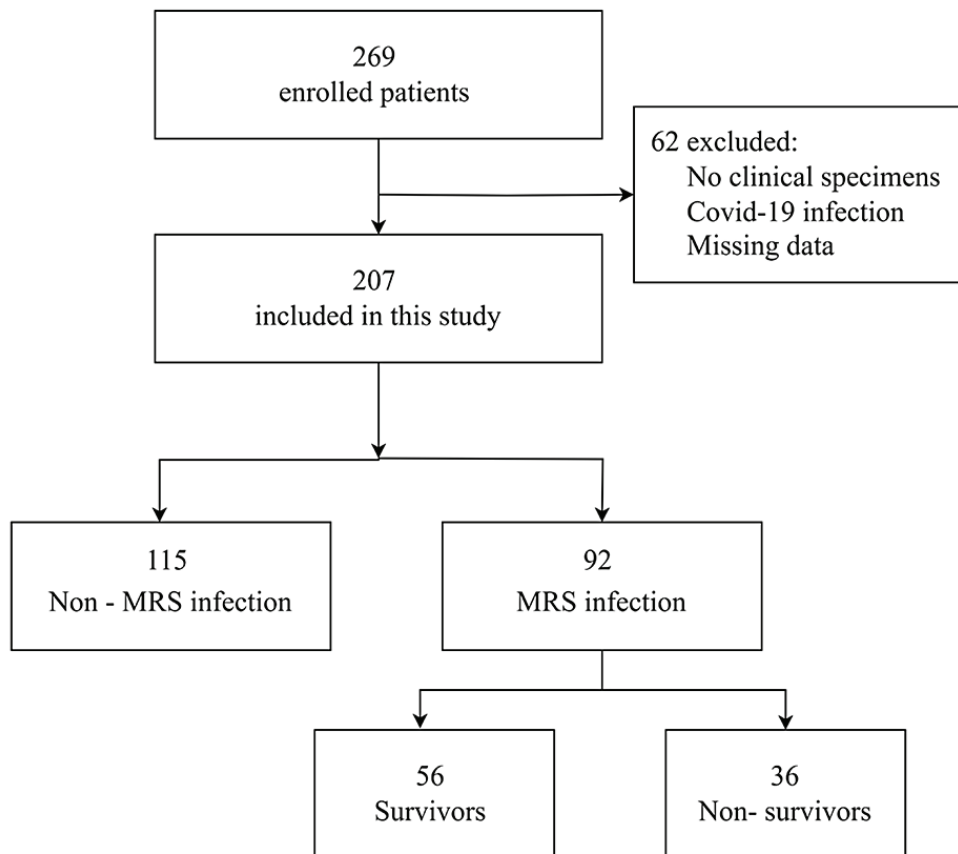 269
enrolled patients
62 excluded:
No clinical specimens
Covid-19 infection
Missing data
207
included in this study
115
Non - MRS infection
92
MRS infection
56
Survivors
36
Non- survivors